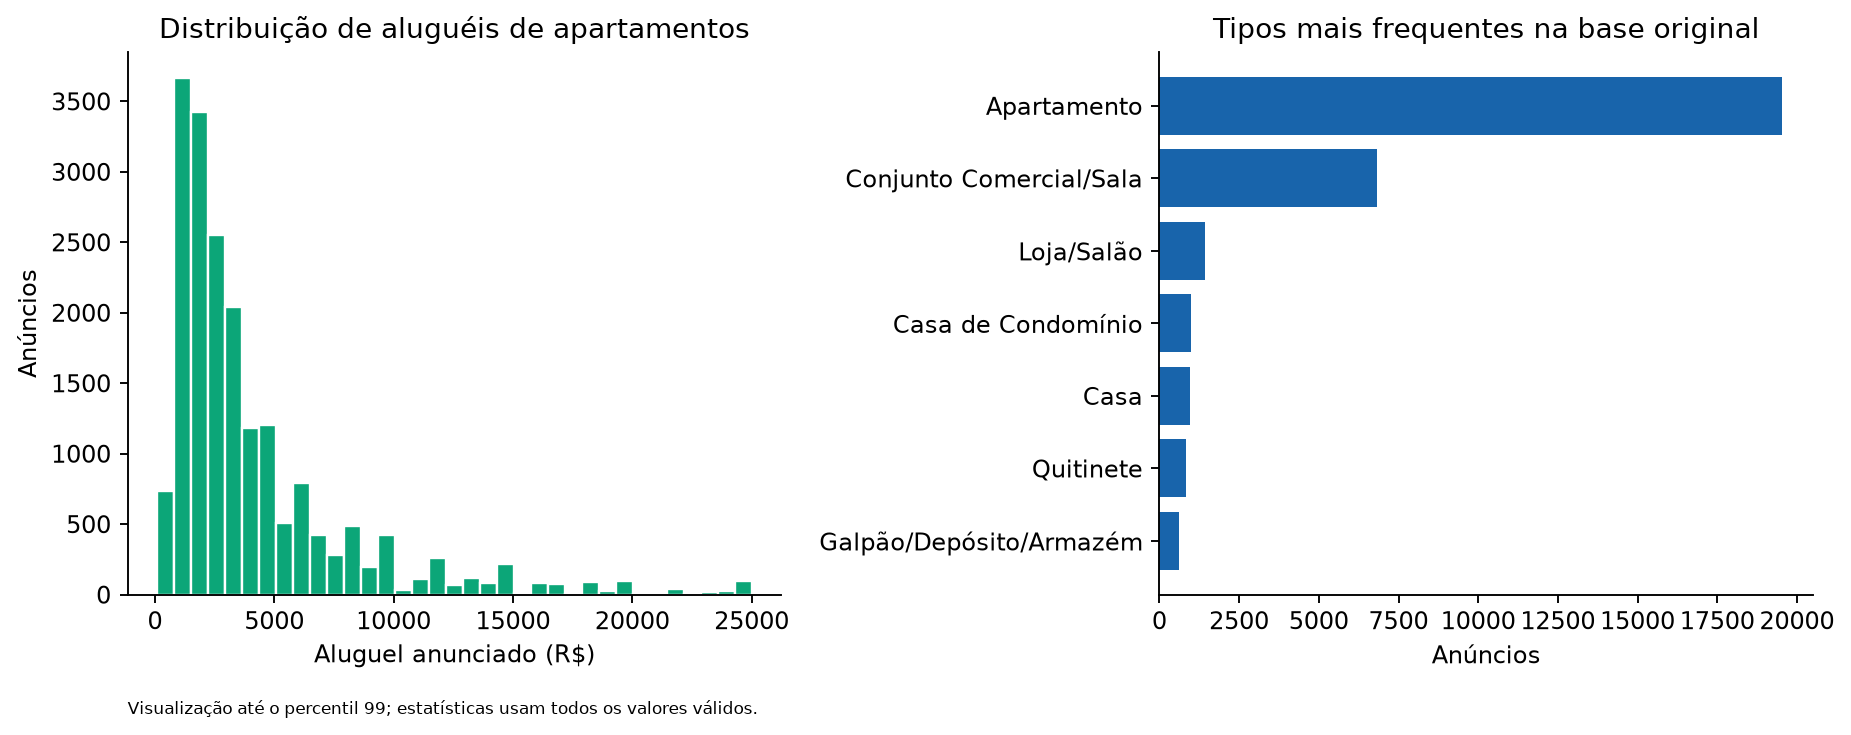 Distribuição de aluguéis de apartamentos
Anúncios
3500
3000
2500
2000
1500
1000
500
0
0 5000 10000 15000 20000 25000
Aluguel anunciado (R$)
Visualização até o percentil 99; estatísticas usam todos os valores válidos.
Tipos mais frequentes na base original
Apartamento
Conjunto Comercial/Sala
Loja/Salão
Casa de Condomínio
Casa
Quitinete
Galpão/Depósito/Armazém
0 2500 5000 7500 10000 12500 15000 17500 20000
Anúncios